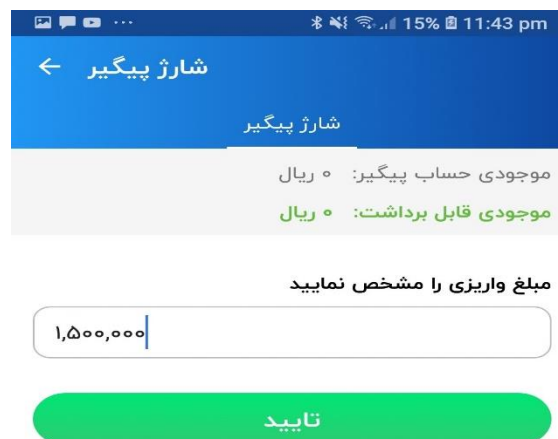 15% 11:43 pm
شارژ پیگیر
شارژ پیگیر
موجودی حساب پیگیر: ۰ ریال
موجودی قابل برداشت: ۰ ریال
مبلغ واریزی را مشخص نمایید
۱,۵۰۰,۰۰۰
تایید